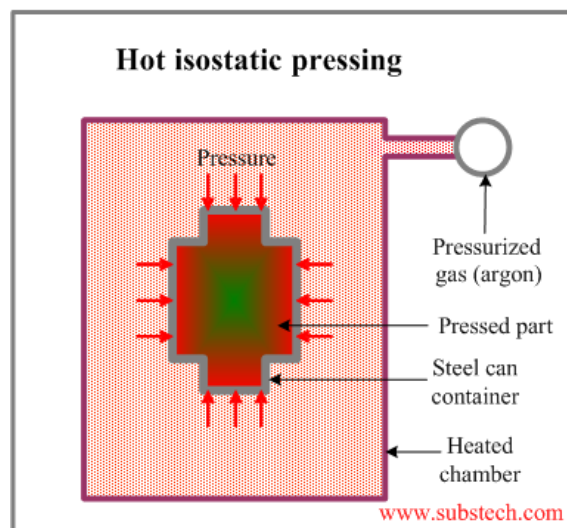 Hot isostatic pressing
Pressure
Pressurized
gas (argon)
Pressed part
Steel can
container
Heated
chamber
www.substech.com